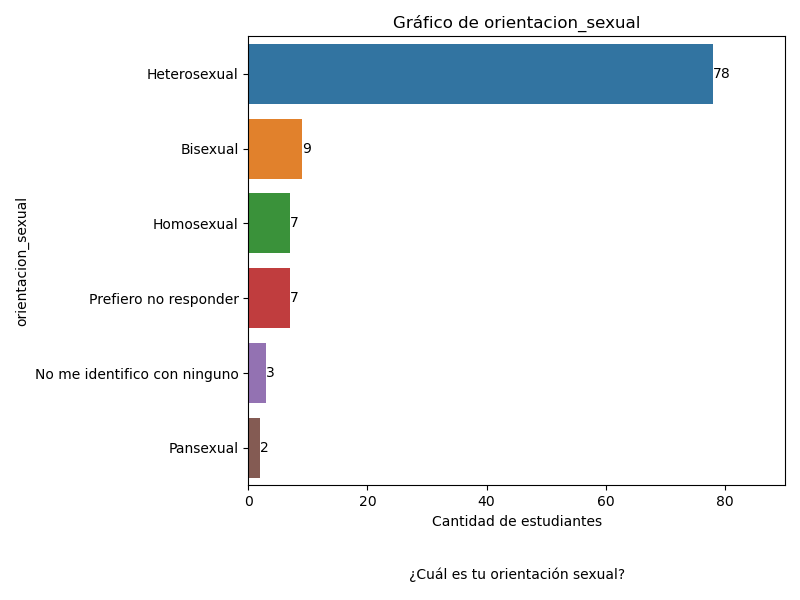 Gráfico de orientacion_sexual
orientacion_sexual
Heterosexual 78
Bisexual 9
Homosexual 7
Prefiero no responder 7
No me identifico con ninguno 3
Pansexual 2
0 20 40 60 80
Cantidad de estudiantes
¿Cuál es tu orientación sexual?